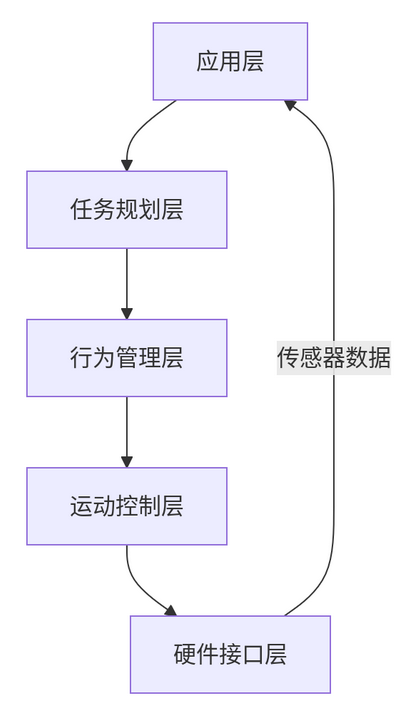 应用层
任务规划层
行为管理层
传感器数据
运动控制层
硬件接口层